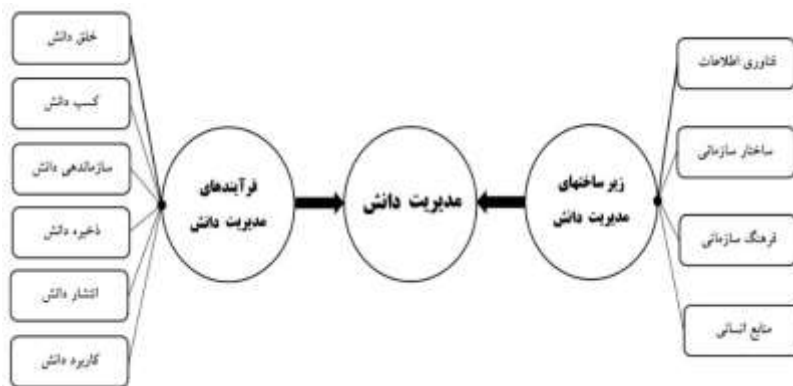 فناوری اطلاعات
ساختار سازمانی
فرهنگ سازمانی
منابع انسانی
زیر ساختهای
مدیریت دانش
مدیریت دانش
فرآیندهای
مدیریت دانش
خلق دانش
کسب دانش
سازماندهی دانش
ذخیره دانش
انتشار دانش
کاربرد دانش